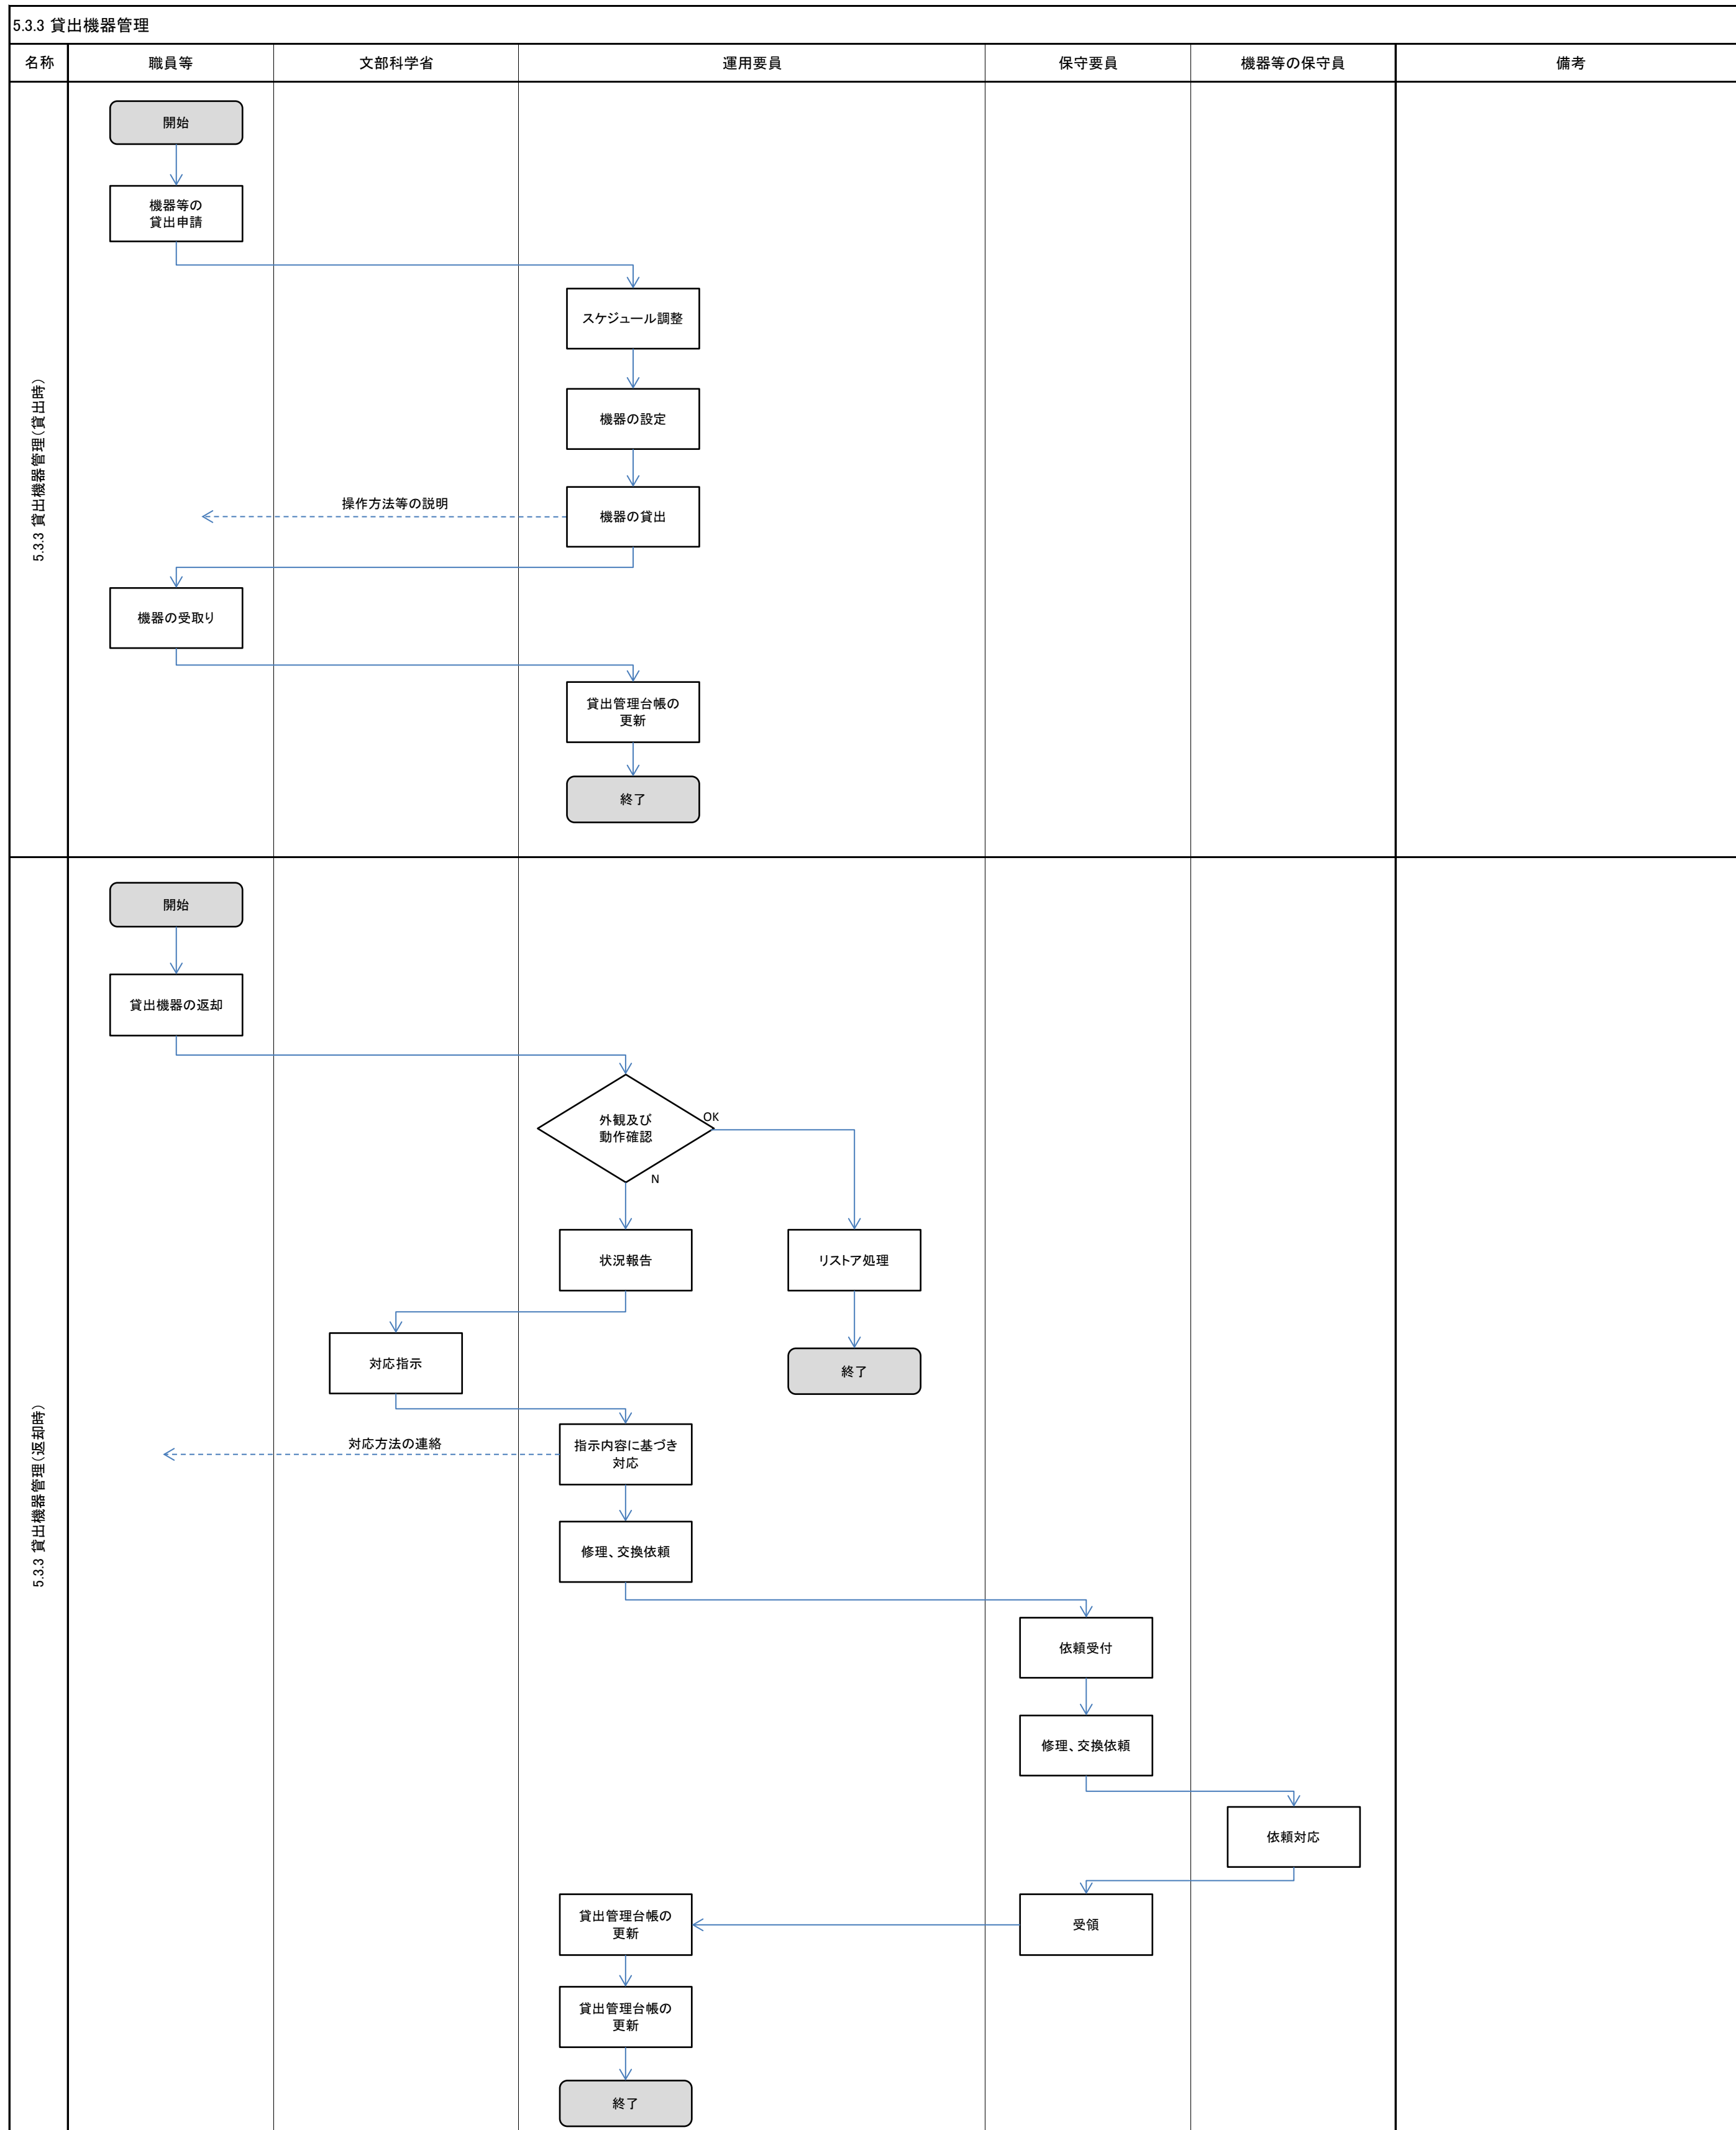 5.3.3 貸出機器管理
名称
職員等
文部科学省
運用要員
保守要員
機器等の保守員
備考
5.3.3 貸出機器管理（貸出時）
開始
機器等の
貸出申請
スケジュール調整
機器の設定
操作方法等の説明
機器の貸出
機器の受取り
貸出管理台帳の
更新
終了
5.3.3 貸出機器管理（返却時）
開始
貸出機器の返却
外観及び
動作確認
OK
N
状況報告
リストア処理
対応指示
終了
対応方法の連絡
指示内容に基づき
対応
修理、交換依頼
依頼受付
修理、交換依頼
依頼対応
貸出管理台帳の
更新
受領
貸出管理台帳の
更新
終了